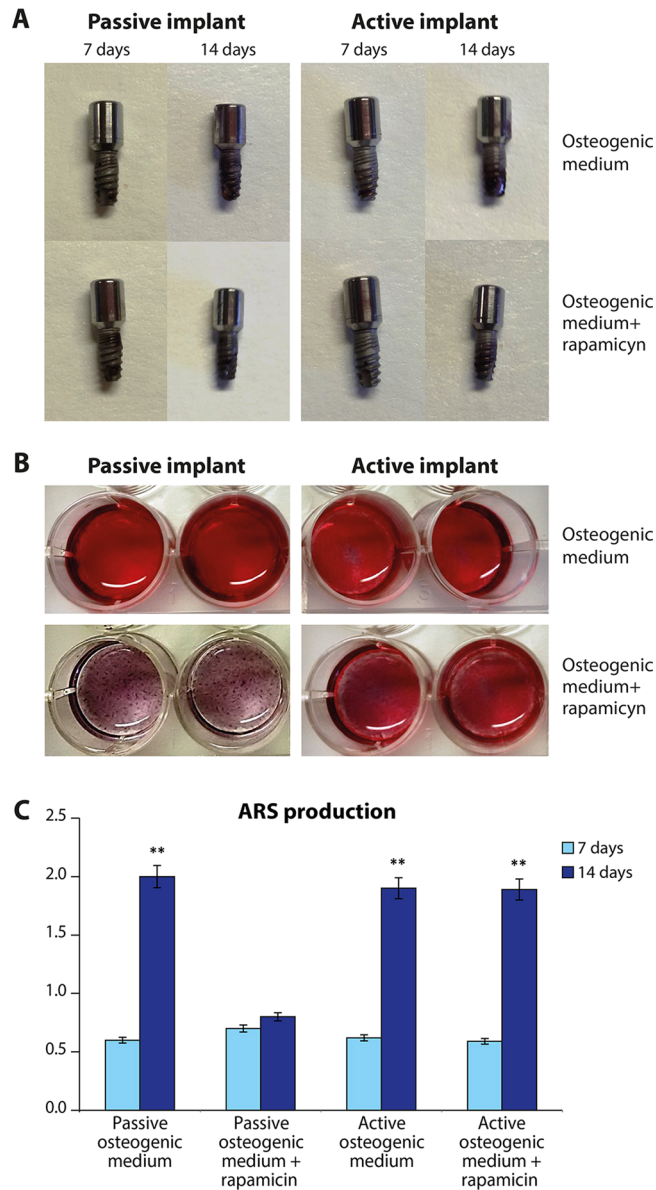 A
Passive implant
Active implant
7 days
14 days
7 days
14 days
Osteogenic
medium
Osteogenic
medium+
rapamicyn
B
Passive implant
Active implant
Osteogenic
medium
Osteogenic
medium+
rapamicyn
C
ARS production
2.5
2.0
1.5
1.0
0.5
0.0
**
**
**
7 days
14 days
Passive
osteogenic
medium
Passive
osteogenic
medium +
rapamicin
Active
osteogenic
medium
Active
osteogenic
medium +
rapamicin